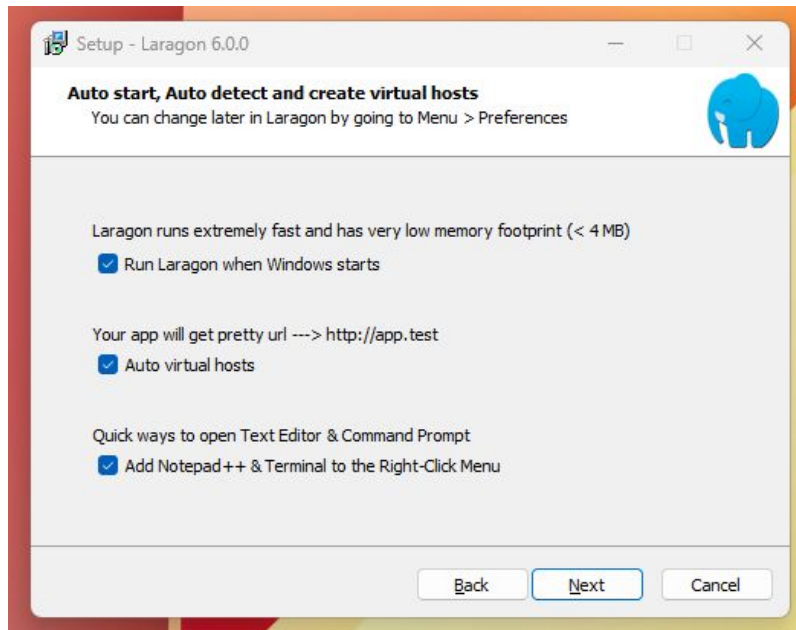 Setup - Laragon 6.0.0
Auto start, Auto detect and create virtual hosts
You can change later in Laragon by going to Menu > Preferences
Laragon runs extremely fast and has very low memory footprint (< 4 MB)
Run Laragon when Windows starts
Your app will get pretty url ---> http://app.test
Auto virtual hosts
Quick ways to open Text Editor & Command Prompt
Add Notepad++ & Terminal to the Right-Click Menu
Back Next Cancel